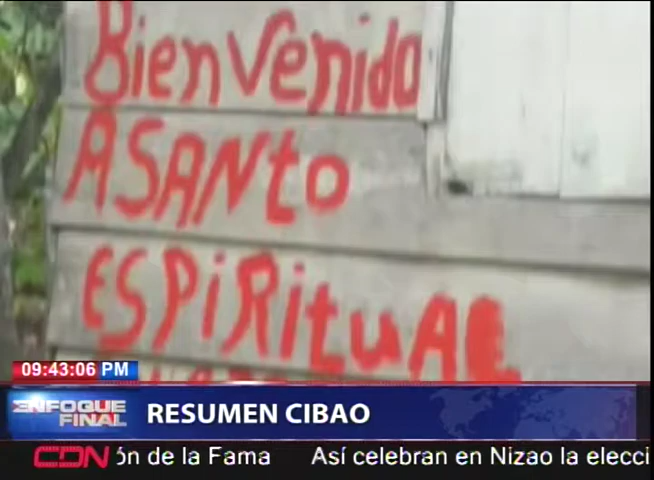 Bienvenido
ASANto
ESPiRituAL
09:43:06 PM
ENFOQUE
FINAL
RESUMEN CIBAO
CDN ón de la Fama Así celebran en Nizao la elecci